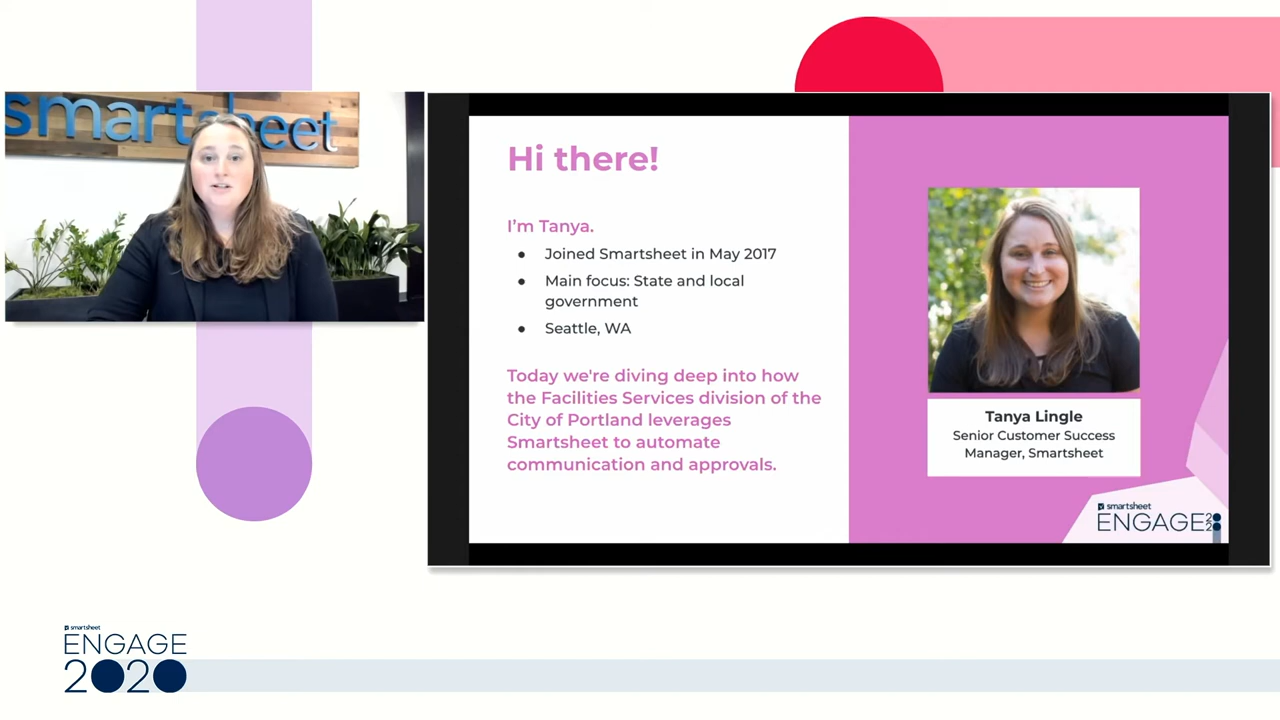 smartsheet
Hi there!
I'm Tanya.
● Joined Smartsheet in May 2017
● Main focus: State and local
government
● Seattle, WA
Today we're diving deep into how
the Facilities Services division of the
City of Portland leverages
Smartsheet to automate
communication and approvals.
Tanya Lingle
Senior Customer Success
Manager, Smartsheet
smartsheet
ENGAGE 2020
smartsheet
ENGAGE
2020